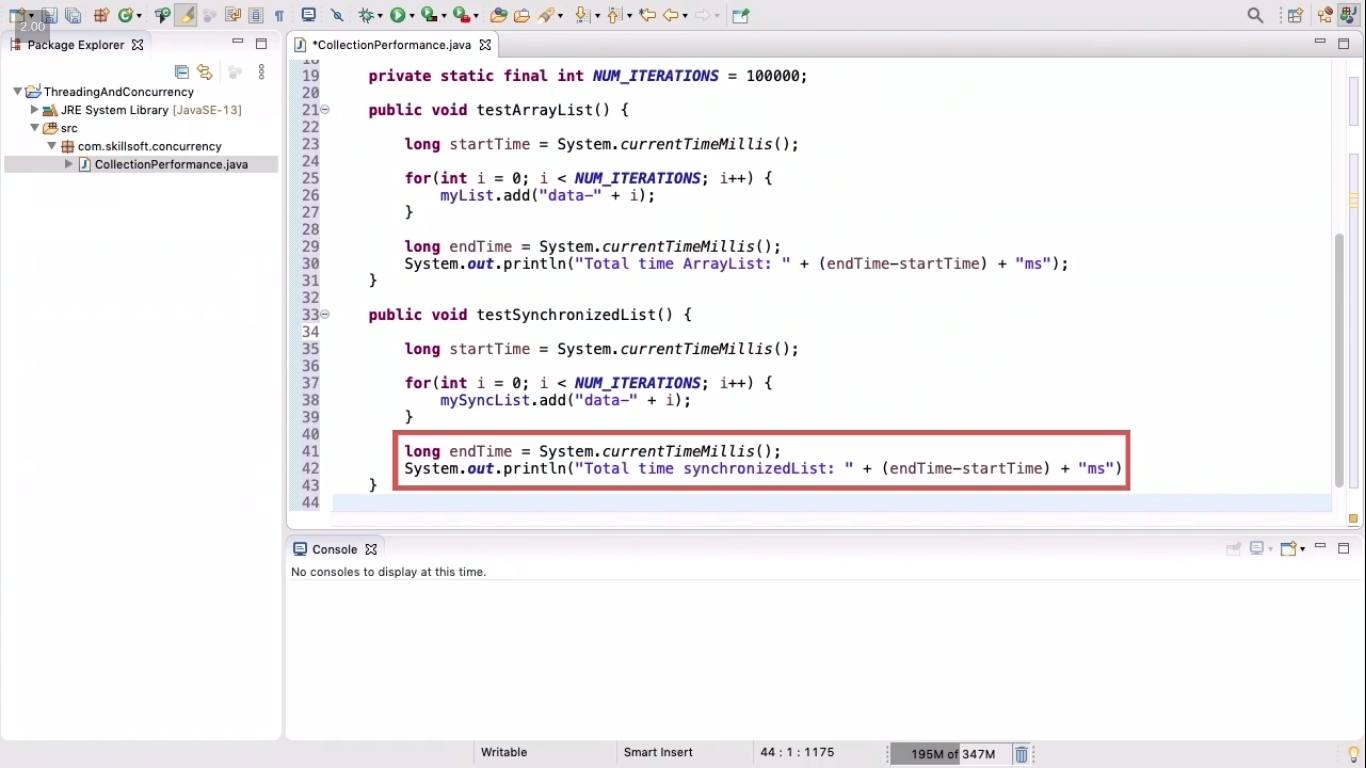 2.00
Package Explorer
*CollectionPerformance.java
ThreadingAndConcurrency
JRE System Library [JavaSE-13]
src
com.skillsoft.concurrency
CollectionPerformance.java
18
19 private static final int NUM_ITERATIONS = 100000;
20
21 public void testArrayList() {
22
23 long startTime = System.currentTimeMillis();
24
25 for(int i = 0; i < NUM_ITERATIONS; i++) {
26 myList.add("data-" + i);
27 }
28
29 long endTime = System.currentTimeMillis();
30 System.out.println("Total time ArrayList: " + (endTime-startTime) + "ms");
31 }
32
33 public void testSynchronizedList() {
34
35 long startTime = System.currentTimeMillis();
36
37 for(int i = 0; i < NUM_ITERATIONS; i++) {
38 mySyncList.add("data-" + i);
39 }
40
41 long endTime = System.currentTimeMillis();
42 System.out.println("Total time synchronizedList: " + (endTime-startTime) + "ms")
43 }
44
Console
No consoles to display at this time.
Writable
Smart Insert
44 : 1 : 1175
195M of 347M